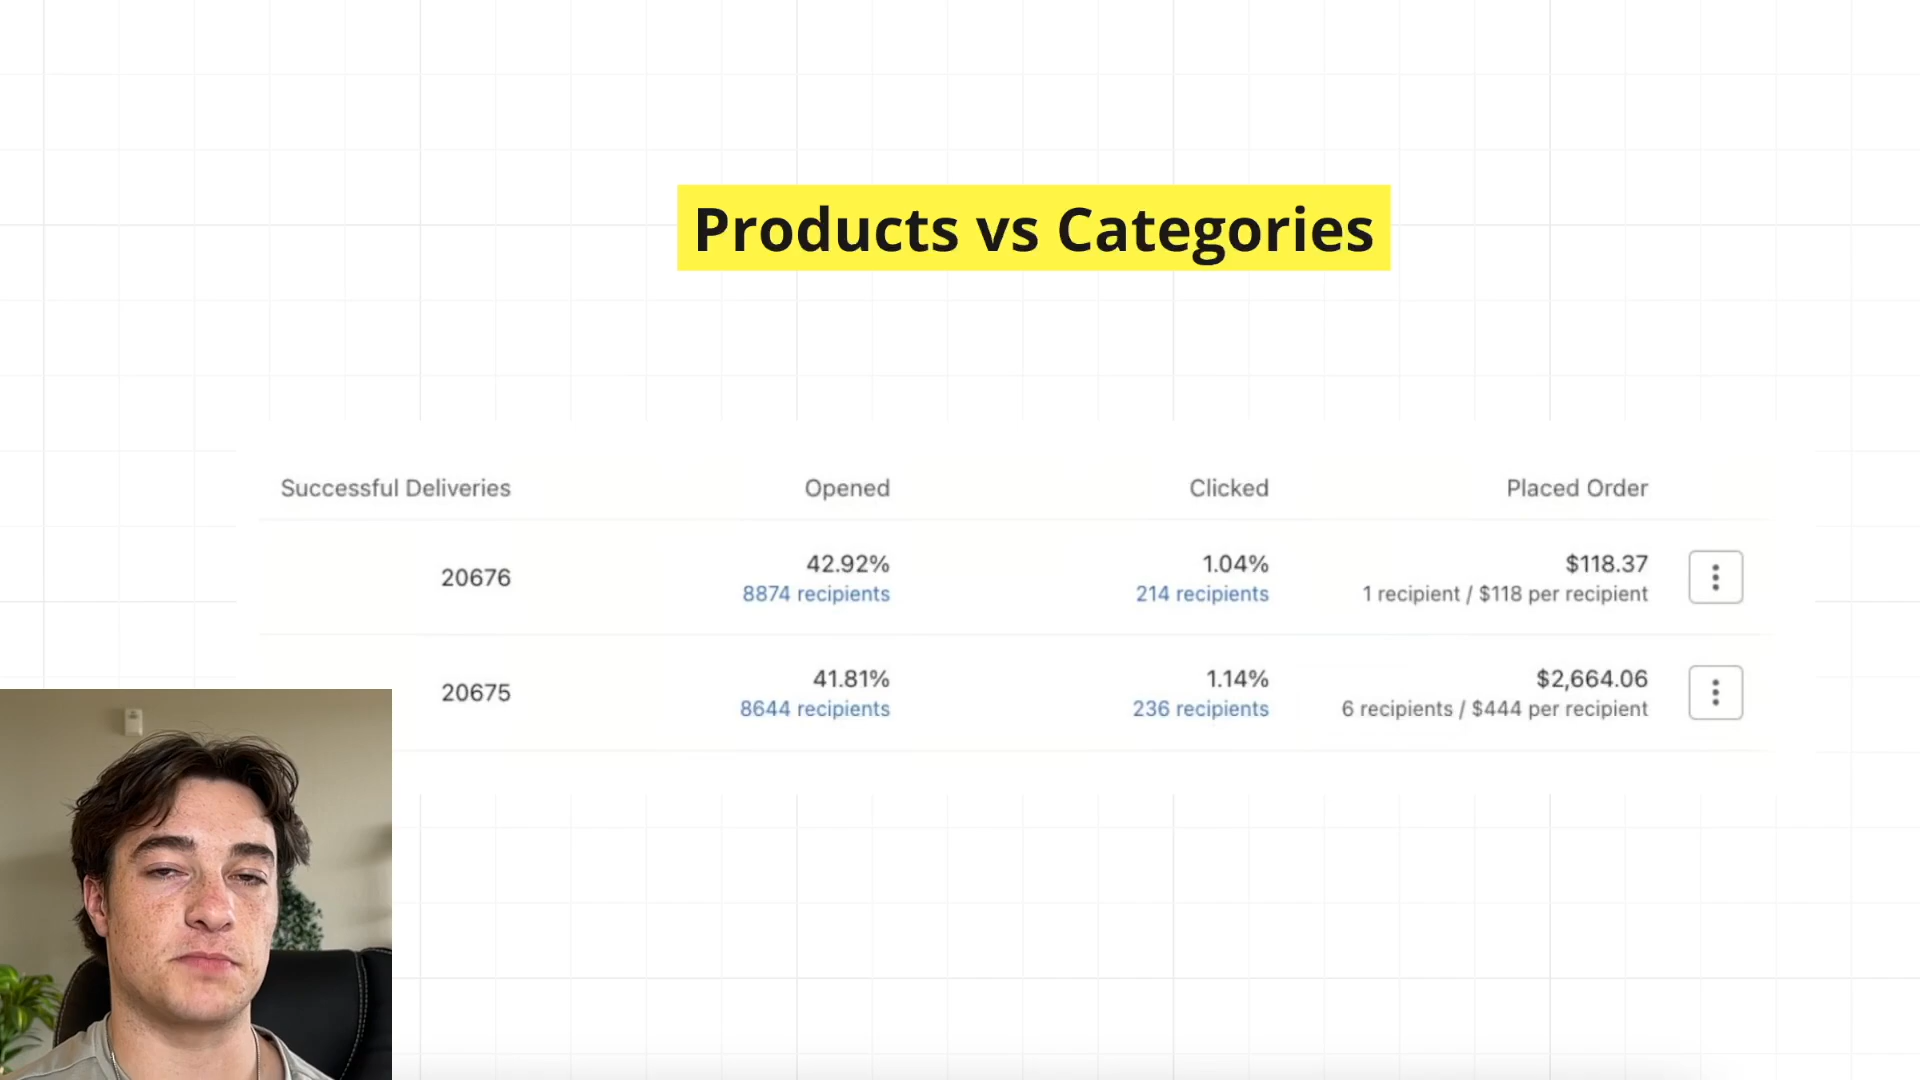 Products vs Categories
Successful Deliveries Opened Clicked Placed Order
20676 42.92% 1.04% $118.37
8874 recipients 214 recipients 1 recipient / $118 per recipient
20675 41.81% 1.14% $2,664.06
8644 recipients 236 recipients 6 recipients / $444 per recipient